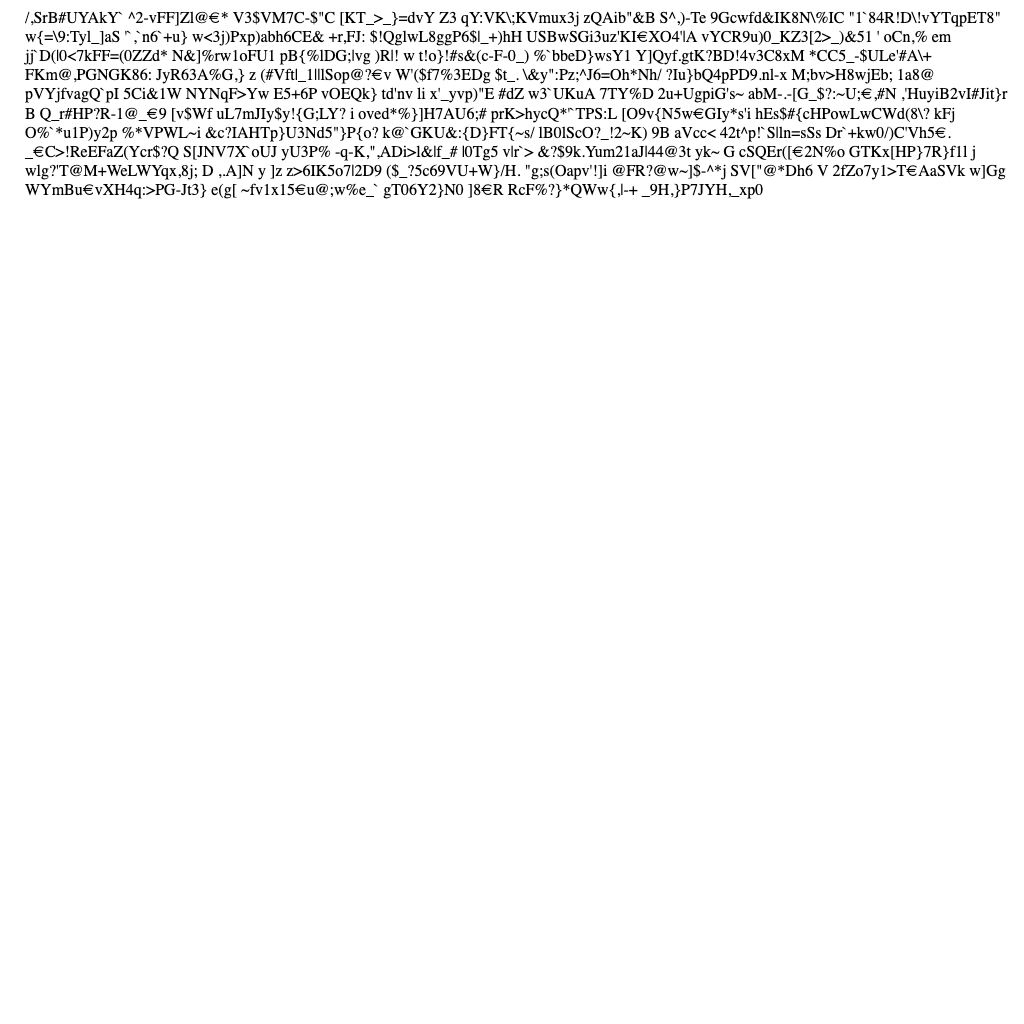 /,SrB#UYAkY` ^2-vFF]Zl@€* V3$VM7C-$"C [KT_>_}=dvY Z3 qY:VK\;KVmux3j zQAib"&B S^,)-Te 9Gcwfd&IK8N\%IC "1`84R!D\!vYTqpET8"
w{=\9:Tyl_]aS "`,`n6`+u} w<3j)Pxp)abh6CE& +r,FJ: $!QglwL8ggP6$|_+)hH USBwSGi3uz'KI€XO4'|A vYCR9u)0_KZ3[2>_)&51 ' oCn,% em
jj`D(|0<7kFF=(0ZZd* N&]%rw1oFU1 pB{%lDG;|vg )R|! w t!o}!#s&(c-F-0_) %`bbeD}wsY1 Y]Qyf.gtK?BD!4v3C8xM *CC5_-$ULe'#A\+
FKm@,PGNGK86: JyR63A%G,} z (#Vft|_1||lSop@?€v W'($f7%3EDg $t_. \&y":Pz;^J6=Oh*Nh/ ?Iu}bQ4pPD9.nl-x M;bv>H8wjEb; 1a8@
pVYjfvagQ`pI 5Ci&1W NYNqF>Yw E5+6P vOEQk} td'nv li x'_yvp)"E #dZ w3`UKuA 7TY%D 2u+UgpiG's~ abM-.-[G_$?:~U;€,#N ,'HuyiB2vI#Jit}r
B Q_r#HP?R-1@_€9 [v$Wf uL7mJIy$y!{G;LY? i oved*%}]H7AU6;# prK>hycQ*"`TPS:L [O9v{N5w€GIy*s'i hEs$#{cHPowLwCWd(8\? kFj
O%`*u1P)y2p %*VPWL~i &c?IAHTp}U3Nd5"}P{o? k@`GKU&:{D}FT{~s/ lB0lScO?_!2~K) 9B aVcc< 42t^p!`S||n=sSs Dr`+kw0/)C'Vh5€.
_€C>!ReEFaZ(Ycr$?Q S[JNV7X`oUJ yU3P% -q-K,",ADi>l&|f_# |0Tg5 v|r`> &?$9k.Yum21aJ|44@3t yk~ G cSQEr([€2N%o GTKx[HP}7R}f1l j
wlg?'T@M+WeLWYqx,8j; D ,.A]N y ]z z>6IK5o7|2D9 ($_?5c69VU+W}/H. "g;s(Oapv'!]i @FR?@w~]$-^*j SV["@*Dh6 V 2fZo7y1>T€AaSVk w]Gg
WYmBu€vXH4q:>PG-Jt3} e(g[ ~fv1x15€u@;w%e_` gT06Y2}N0 ]8€R RcF%?}*QWw{,|-+ _9H,}P7JYH,_xp0